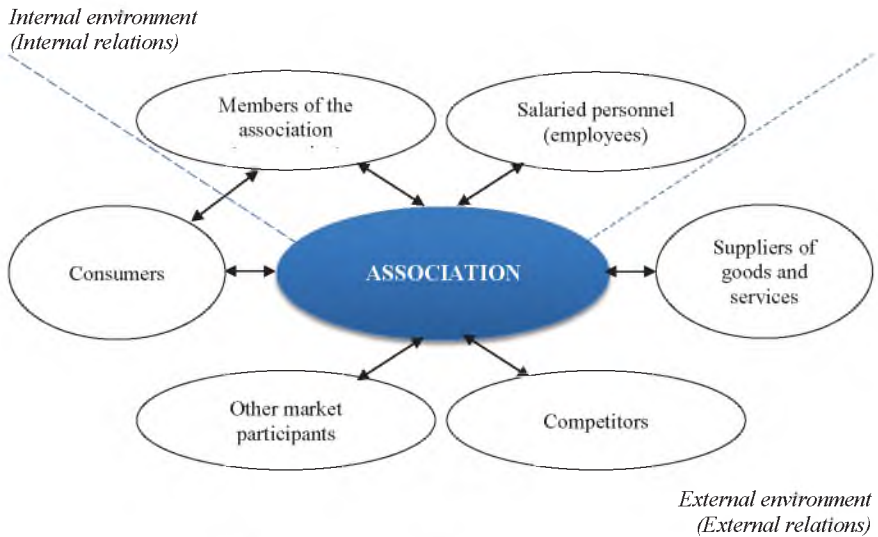 Internal environment
(Internal relations)
Members of the
association
Salaried personnel
(employees)
Consumers
ASSOCIATION
Suppliers of
goods and
services
Other market
participants
Competitors
External environment
(External relations)